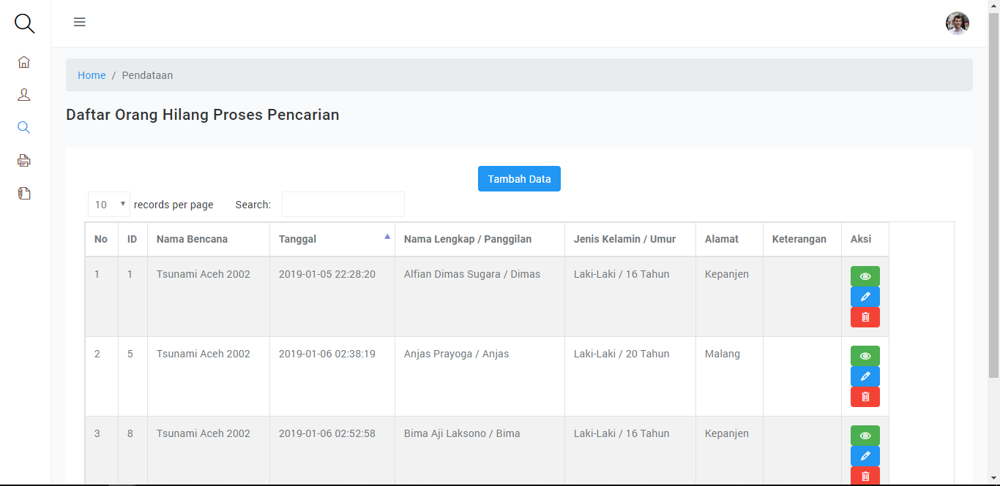 Home / Pendataan
Daftar Orang Hilang Proses Pencarian
Tambah Data
10 records per page Search:
No ID Nama Bencana Tanggal Nama Lengkap / Panggilan Jenis Kelamin / Umur Alamat Keterangan Aksi
1 1 Tsunami Aceh 2002 2019-01-05 22:28:20 Alfian Dimas Sugara / Dimas Laki-Laki / 16 Tahun Kepanjen
2 5 Tsunami Aceh 2002 2019-01-06 02:38:19 Anjas Prayoga / Anjas Laki-Laki / 20 Tahun Malang
3 8 Tsunami Aceh 2002 2019-01-06 02:52:58 Bima Aji Laksono / Bima Laki-Laki / 16 Tahun Kepanjen